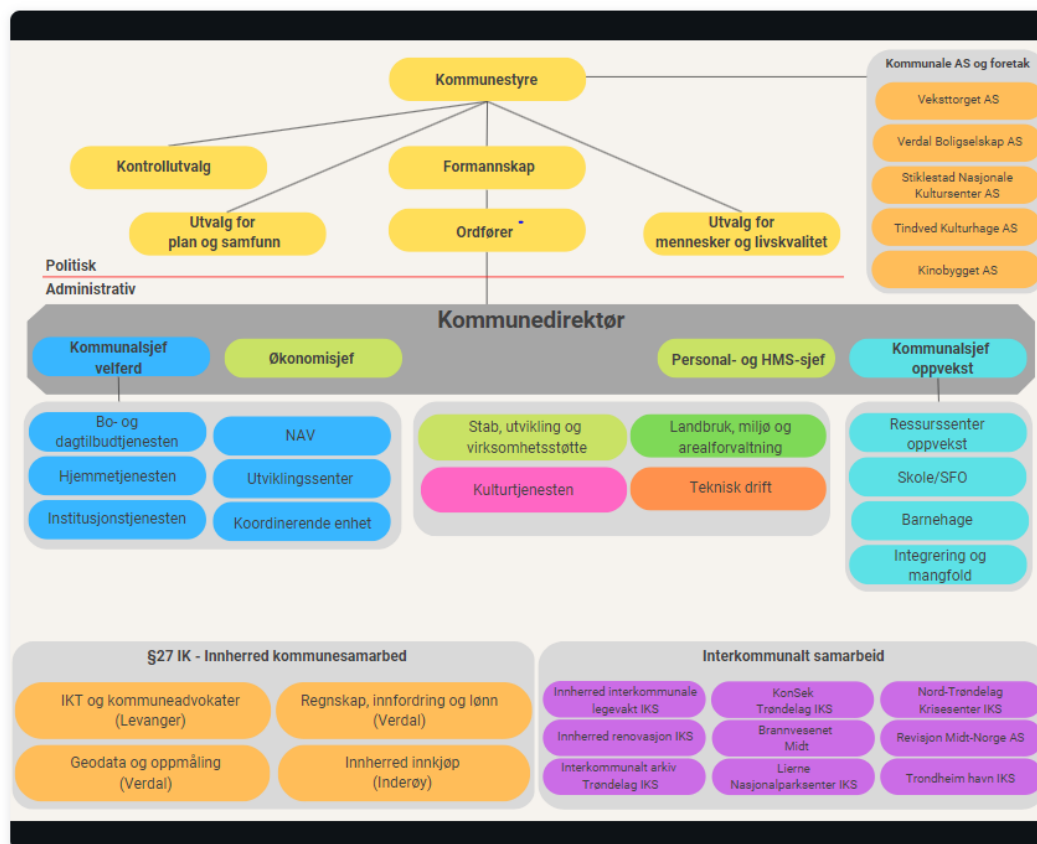 Kommunestyre
Kommunale AS og foretak
Veksttorget AS
Verdal Boligselskap AS
Stiklestad Nasjonale
Kultursenter AS
Tindved Kulturhage AS
Kinobygget AS
Kontrollutvalg
Formannskap
Utvalg for
plan og samfunn
Ordfører
Utvalg for
mennesker og livskvalitet
Politisk
Administrativ
Kommunedirektør
Kommunalsjef
velferd
Økonomisjef
Personal- og HMS-sjef
Kommunalsjef
oppvekst
Bo- og
dagtilbudtjenesten
NAV
Hjemmetjenesten
Utviklingssenter
Institusjonstjenesten
Koordinerende enhet
Stab, utvikling og
virksomhetsstøtte
Landbruk, miljø og
arealforvaltning
Kulturtjenesten
Teknisk drift
Ressurssenter
oppvekst
Skole/SFO
Barnehage
Integrering og
mangfold
§27 IK - Innherred kommunesamarbed
IKT og kommuneadvokater
(Levanger)
Regnskap, innfordring og lønn
(Verdal)
Geodata og oppmåling
(Verdal)
Innherred innkjøp
(Inderøy)
Interkommunalt samarbeid
Innherred interkommunale
legevakt IKS
KonSek
Trøndelag IKS
Nord-Trøndelag
Krisesenter IKS
Innherred renovasjon IKS
Brannvesenet
Midt
Revisjon Midt-Norge AS
Interkommunalt arkiv
Trøndelag IKS
Lierne
Nasjonalparksenter IKS
Trondheim havn IKS